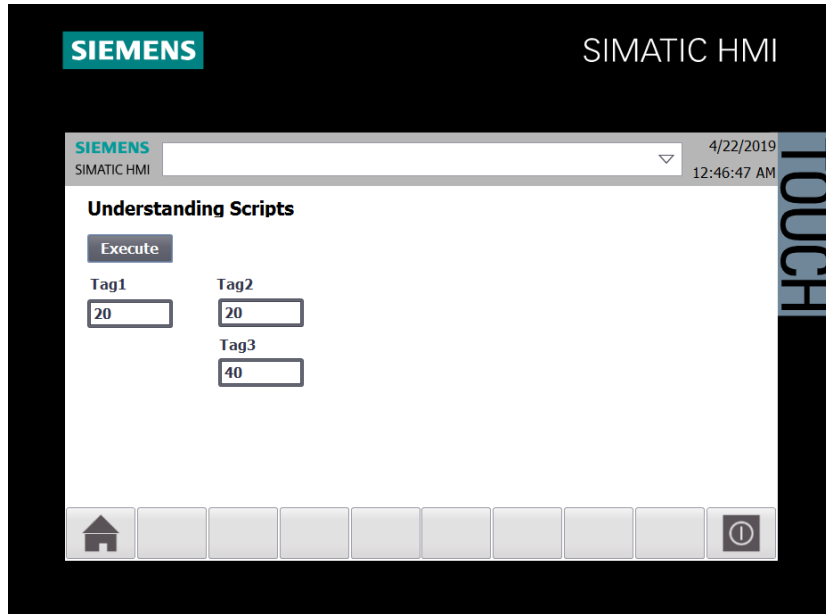 SIEMENS
SIMATIC HMI
SIEMENS
SIMATIC HMI
4/22/2019
12:46:47 AM
TOUCH
Understanding Scripts
Execute
Tag1 Tag2
20 20
Tag3
40